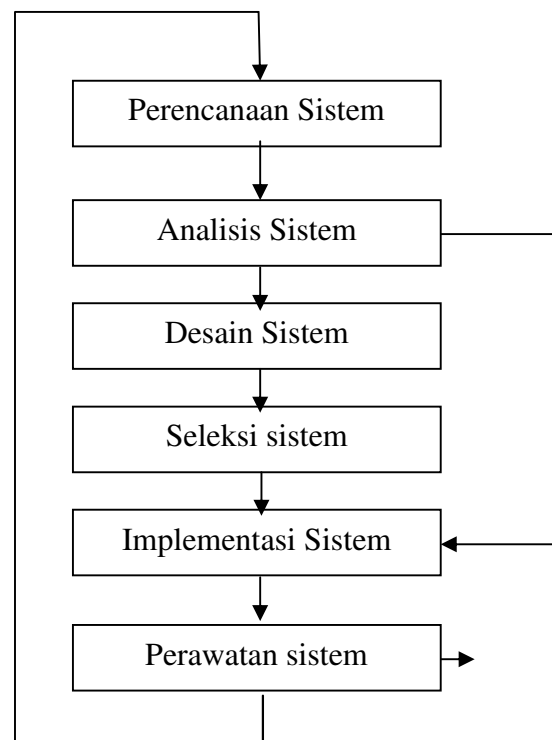 Perencanaan Sistem
Analisis Sistem
Desain Sistem
Seleksi sistem
Implementasi Sistem
Perawatan sistem